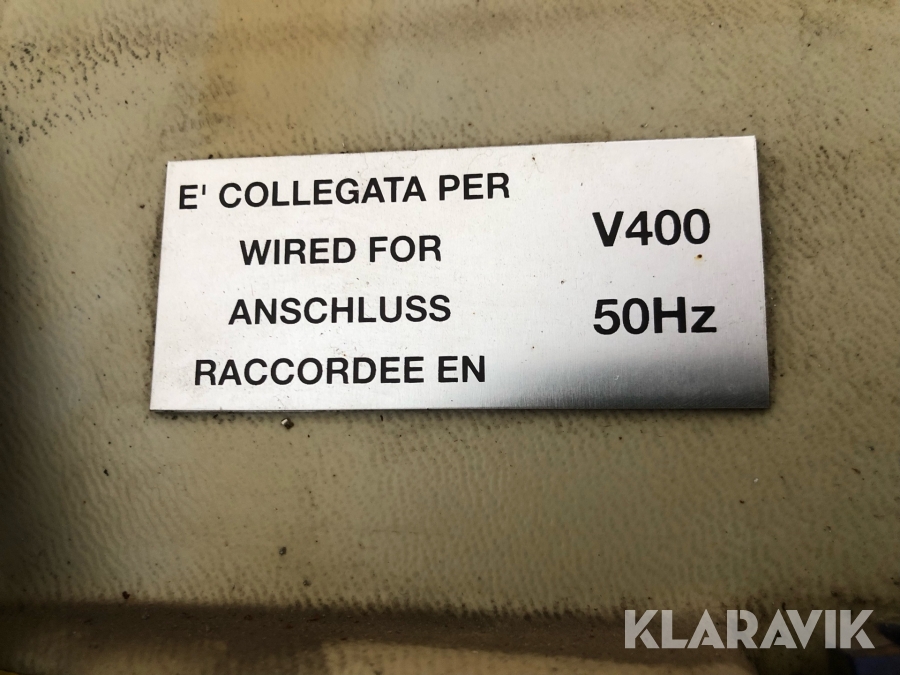 E' COLLEGATA PER
WIRED FOR
ANSCHLUSS
RACCORDEE EN
V400
50Hz
KLARAVIK